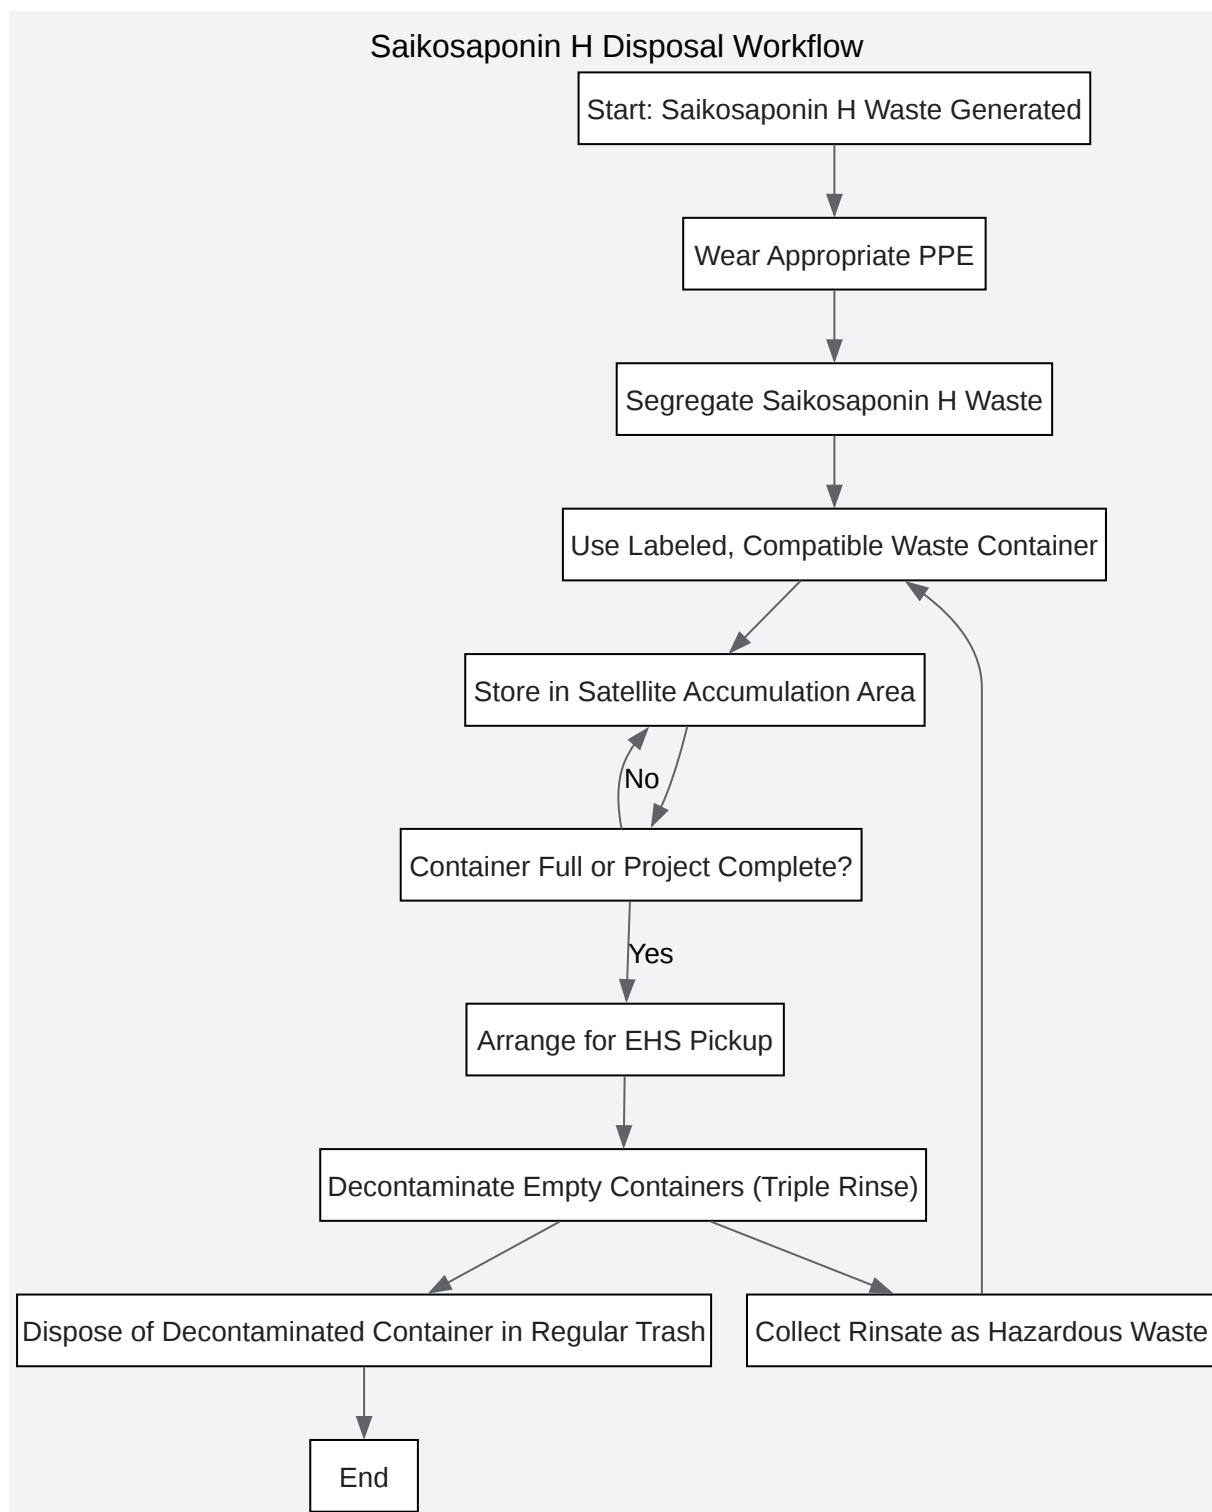 Saikosaponin H Disposal Workflow
Start: Saikosaponin H Waste Generated
Wear Appropriate PPE
Segregate Saikosaponin H Waste
Use Labeled, Compatible Waste Container
Store in Satellite Accumulation Area
No
Container Full or Project Complete?
Yes
Arrange for EHS Pickup
Decontaminate Empty Containers (Triple Rinse)
Dispose of Decontaminated Container in Regular Trash
Collect Rinsate as Hazardous Waste
End